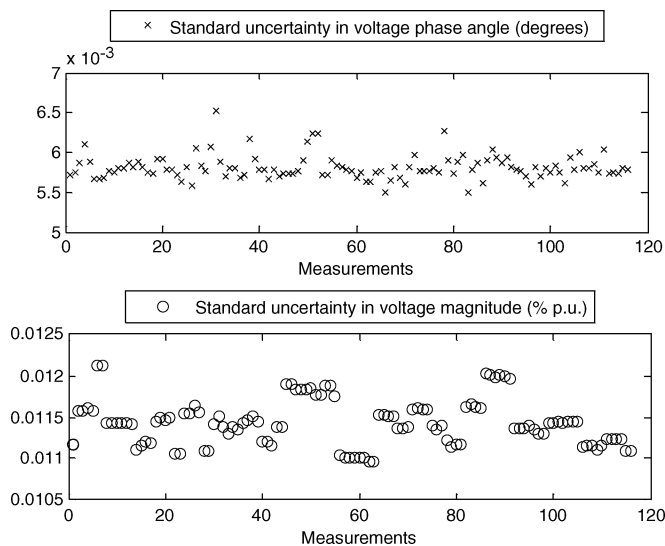 × Standard uncertainty in voltage phase angle (degrees)
x 10^-3
7
6.5
6
5.5
5
0 20 40 60 80 100 120
Measurements
○ Standard uncertainty in voltage magnitude (% p.u.)
0.0125
0.012
0.0115
0.011
0.0105
0 20 40 60 80 100 120
Measurements